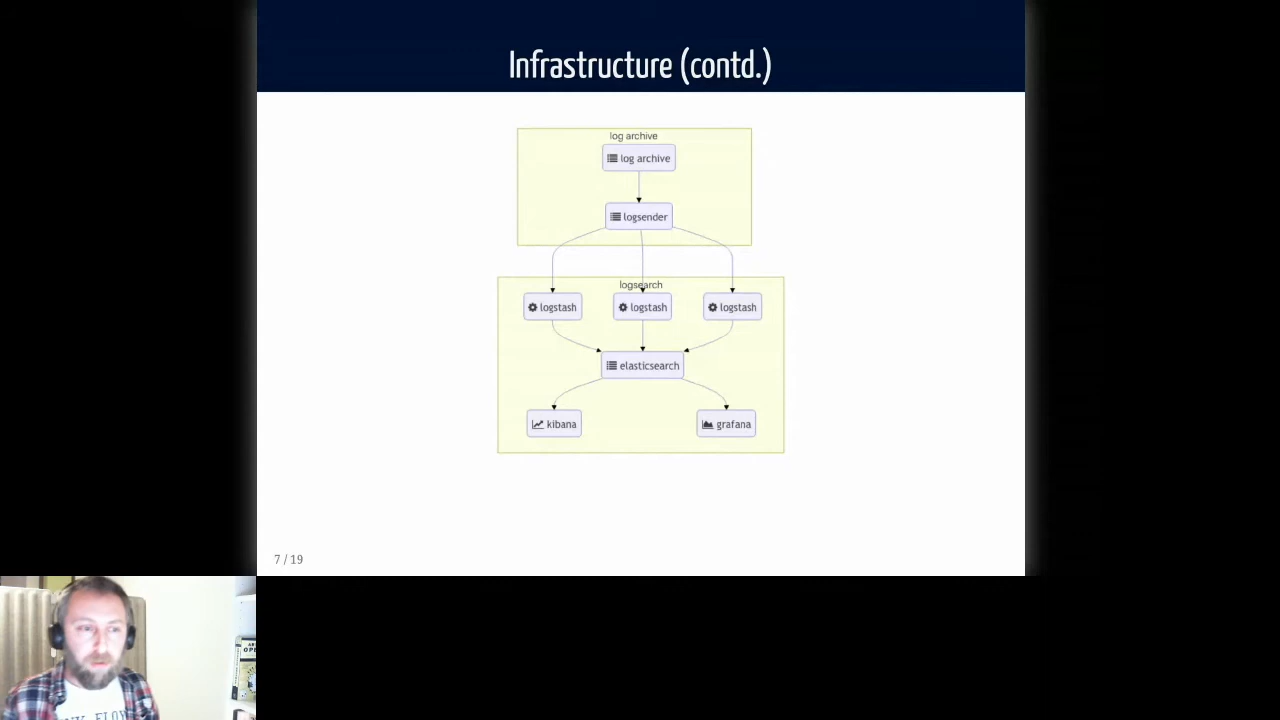 Infrastructure (contd.)
log archive
log archive
logsender
logsearch
logstash logstash logstash
elasticsearch
kibana grafana
7 / 19